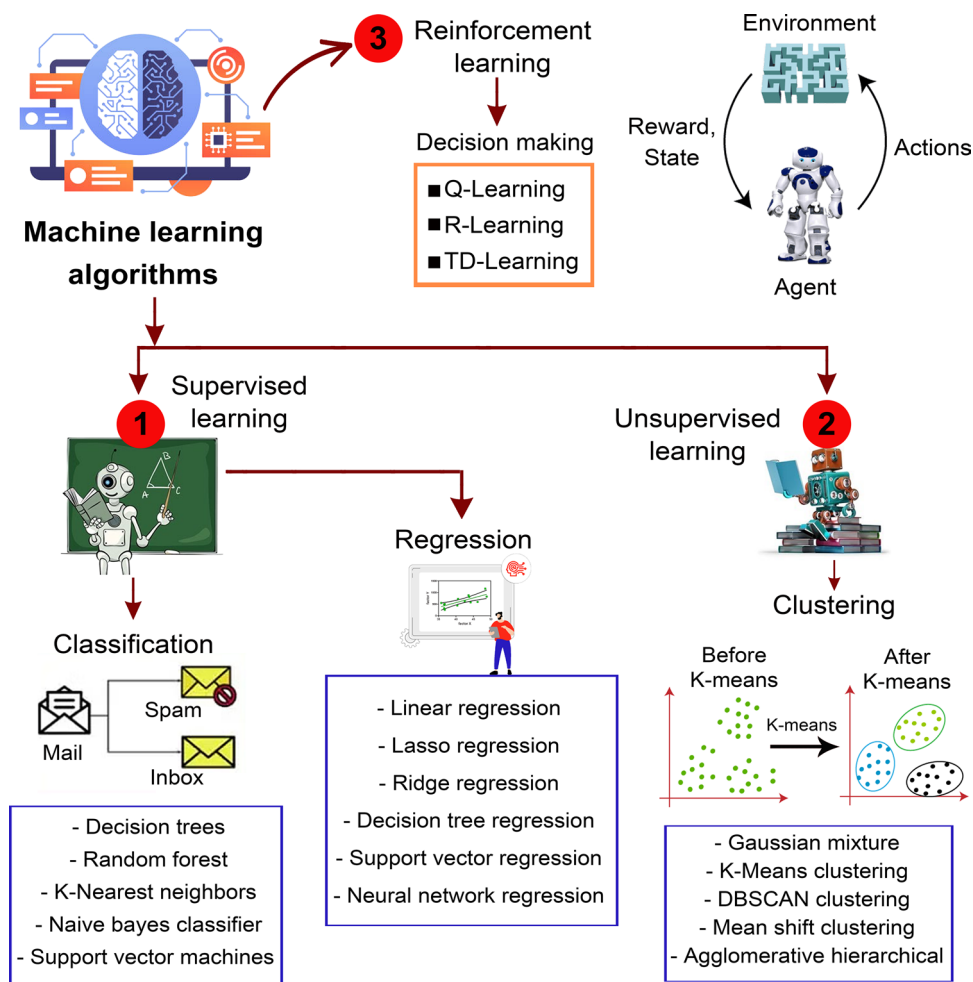 Machine learning
algorithms
3
Reinforcement
learning
Decision making
■Q-Learning
■R-Learning
■TD-Learning
Environment
Reward,
State
Actions
Agent
1
Supervised
learning
A
B
C
Classification
Mail
Spam
Inbox
- Decision trees
- Random forest
- K-Nearest neighbors
- Naive bayes classifier
- Support vector machines
Regression
- Linear regression
- Lasso regression
- Ridge regression
- Decision tree regression
- Support vector regression
- Neural network regression
2
Unsupervised
learning
Clustering
Before
K-means
K-means
After
K-means
- Gaussian mixture
- K-Means clustering
- DBSCAN clustering
- Mean shift clustering
- Agglomerative hierarchical